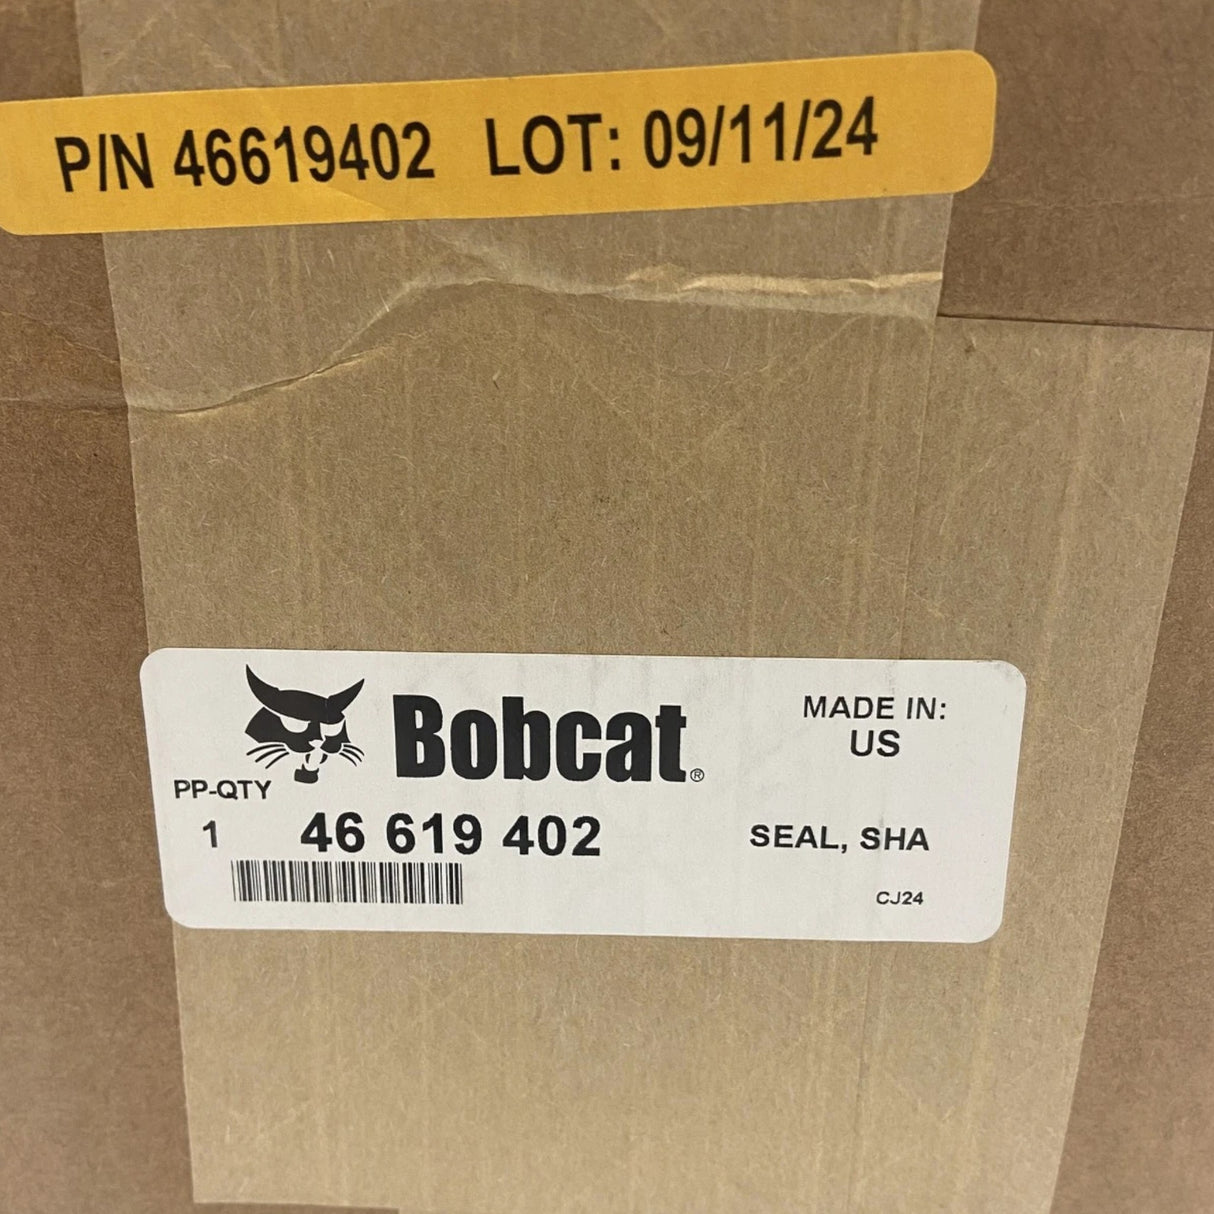 P/N 46619402 LOT: 09/11/24
Bobcat®
MADE IN:
US
PP-QTY
1 46 619 402 SEAL, SHA
CJ24